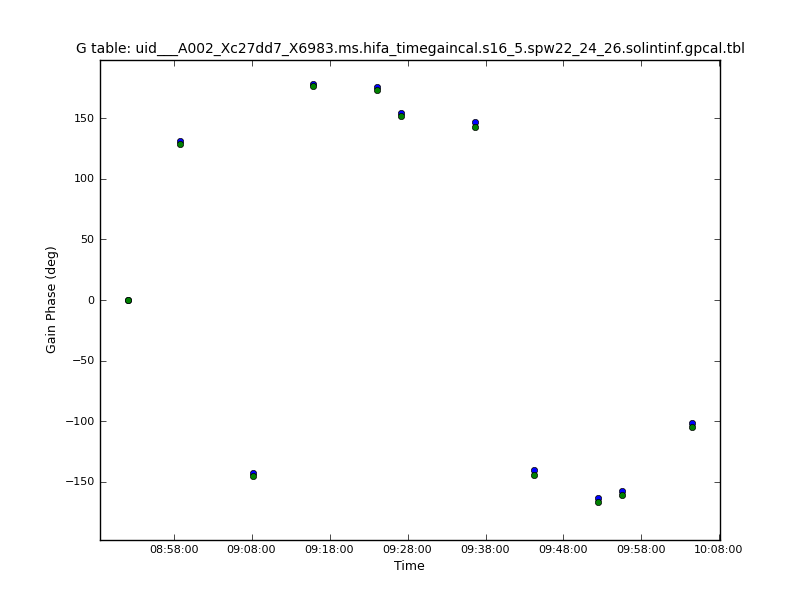 G table: uid___A002_Xc27dd7_X6983.ms.hifa_timegaincal.s16_5.spw22_24_26.solintinf.gpcal.tbl
150
100
50
0
−50
−100
−150
Gain Phase (deg)
08:58:00 09:08:00 09:18:00 09:28:00 09:38:00 09:48:00 09:58:00 10:08:00
Time